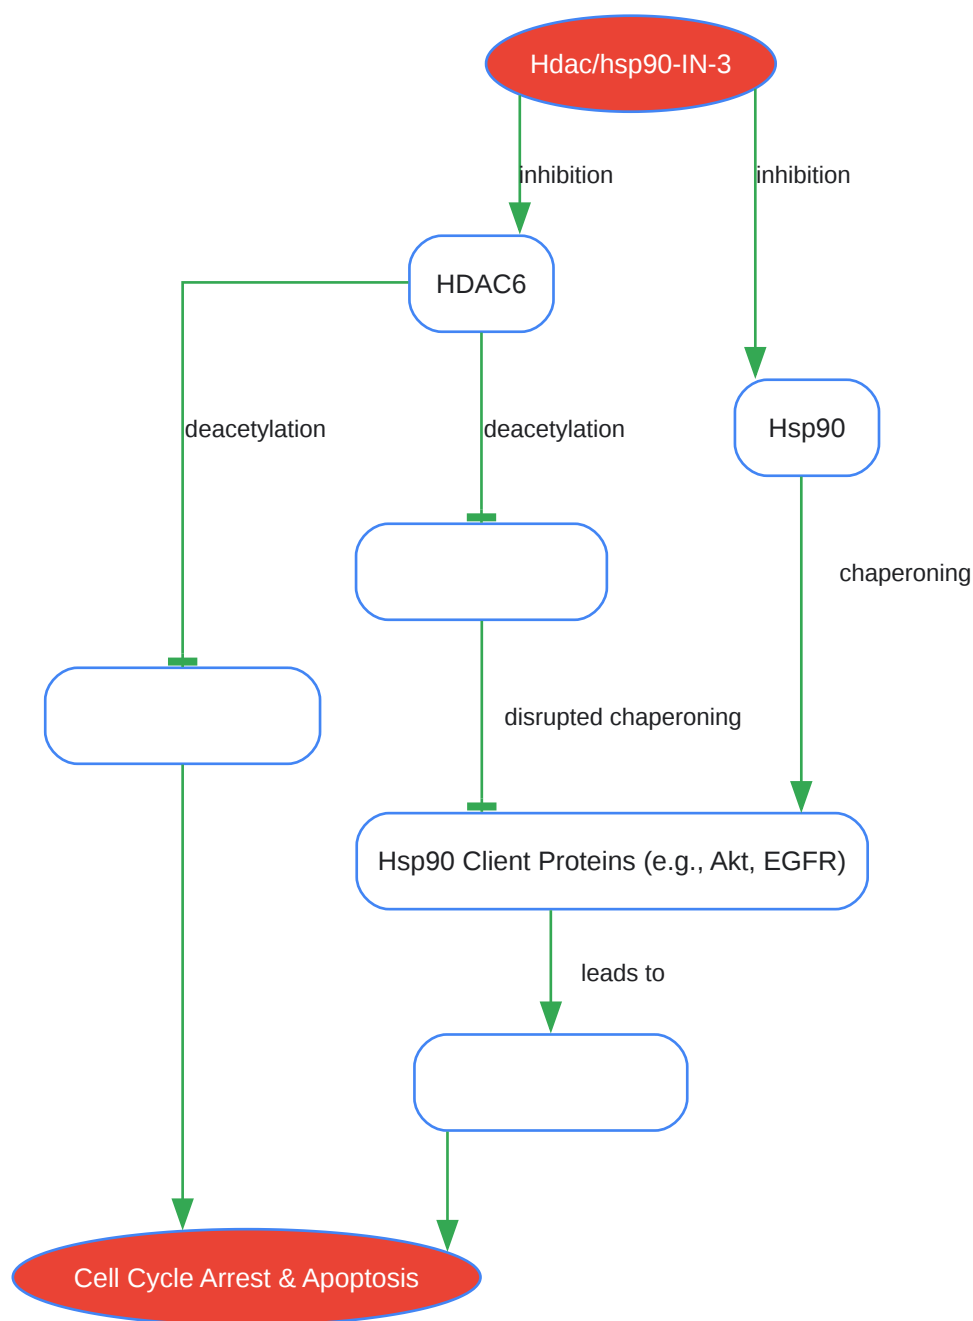 Hdac/hsp90-IN-3
inhibition
inhibition
HDAC6
deacetylation
deacetylation
Hsp90
chaperoning
disrupted chaperoning
Hsp90 Client Proteins (e.g., Akt, EGFR)
leads to
Cell Cycle Arrest & Apoptosis